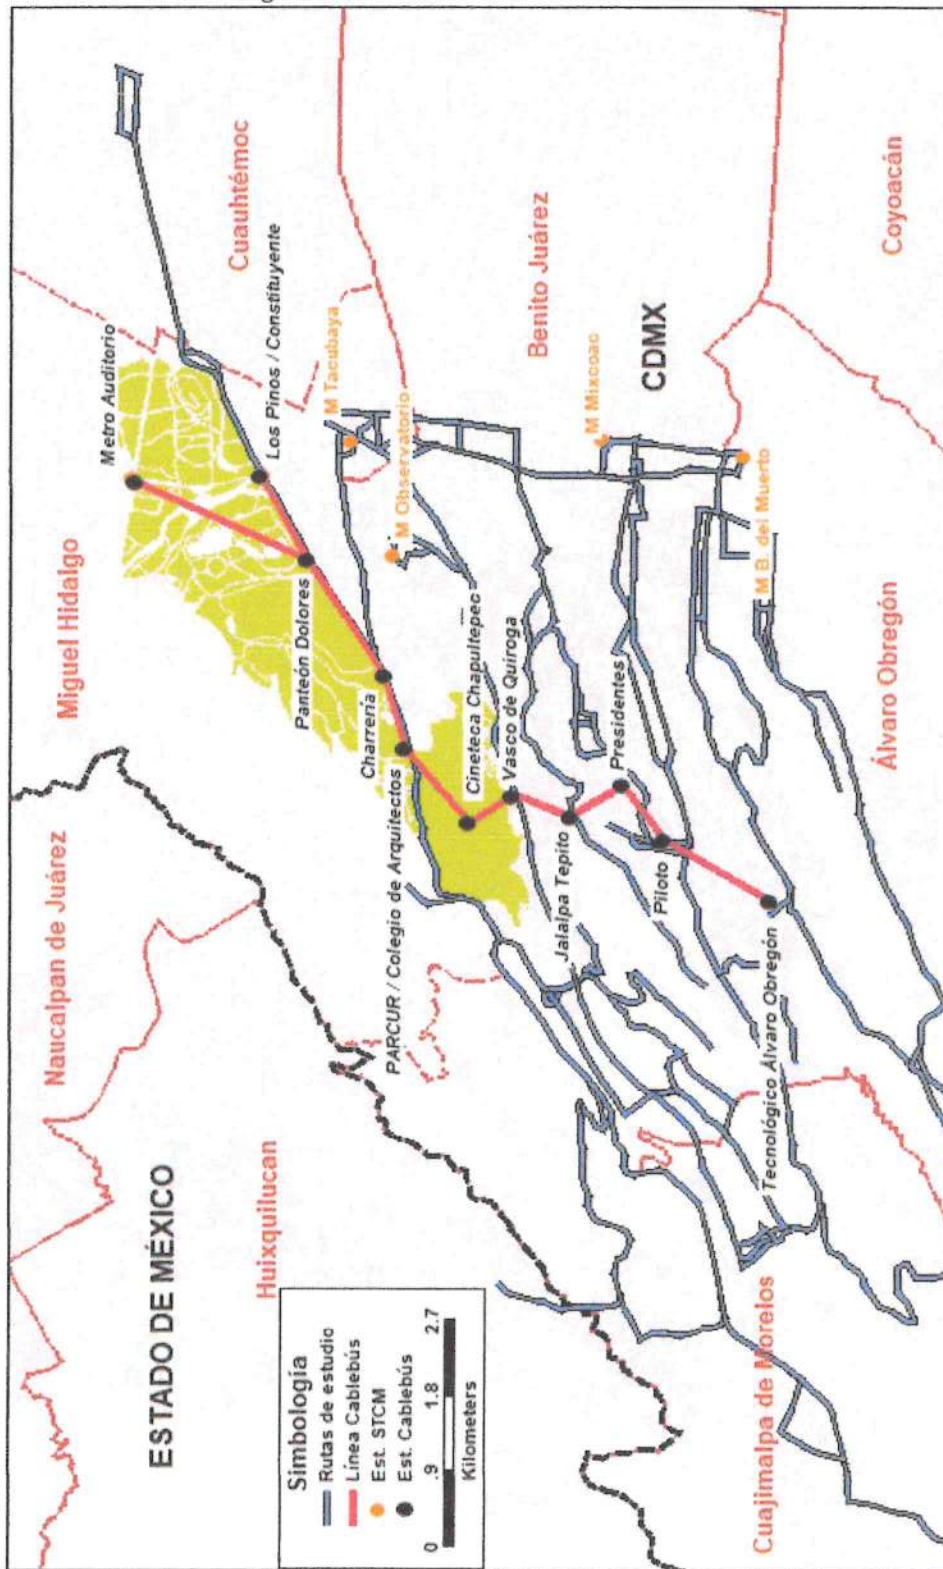 ESTADO DE MÉXICO
Naucalpan de Juárez
Huixquilucan
Miguel Hidalgo
Cuauhtémoc
Benito Juárez
CDMX
Coyoacán
Álvaro Obregón
Cuajimalpa de Morelos
Metro Auditorio
Los Pinos / Constituyente
Panteón Dolores
Charrería
PARCUR / Colegio de Arquitectos
Cineteca Chapultepec
Vasco de Quiroga
Jalalpa Tepito
Presidentes
Piloto
Tecnológico Álvaro Obregón
M Tacubaya
M Observatorio
M Mixcoac
M B. del Muerto
Simbología
Rutas de estudio
Línea Cablebús
Est. STCM
Est. Cablebús
0 .9 1.8 2.7
Kilometers